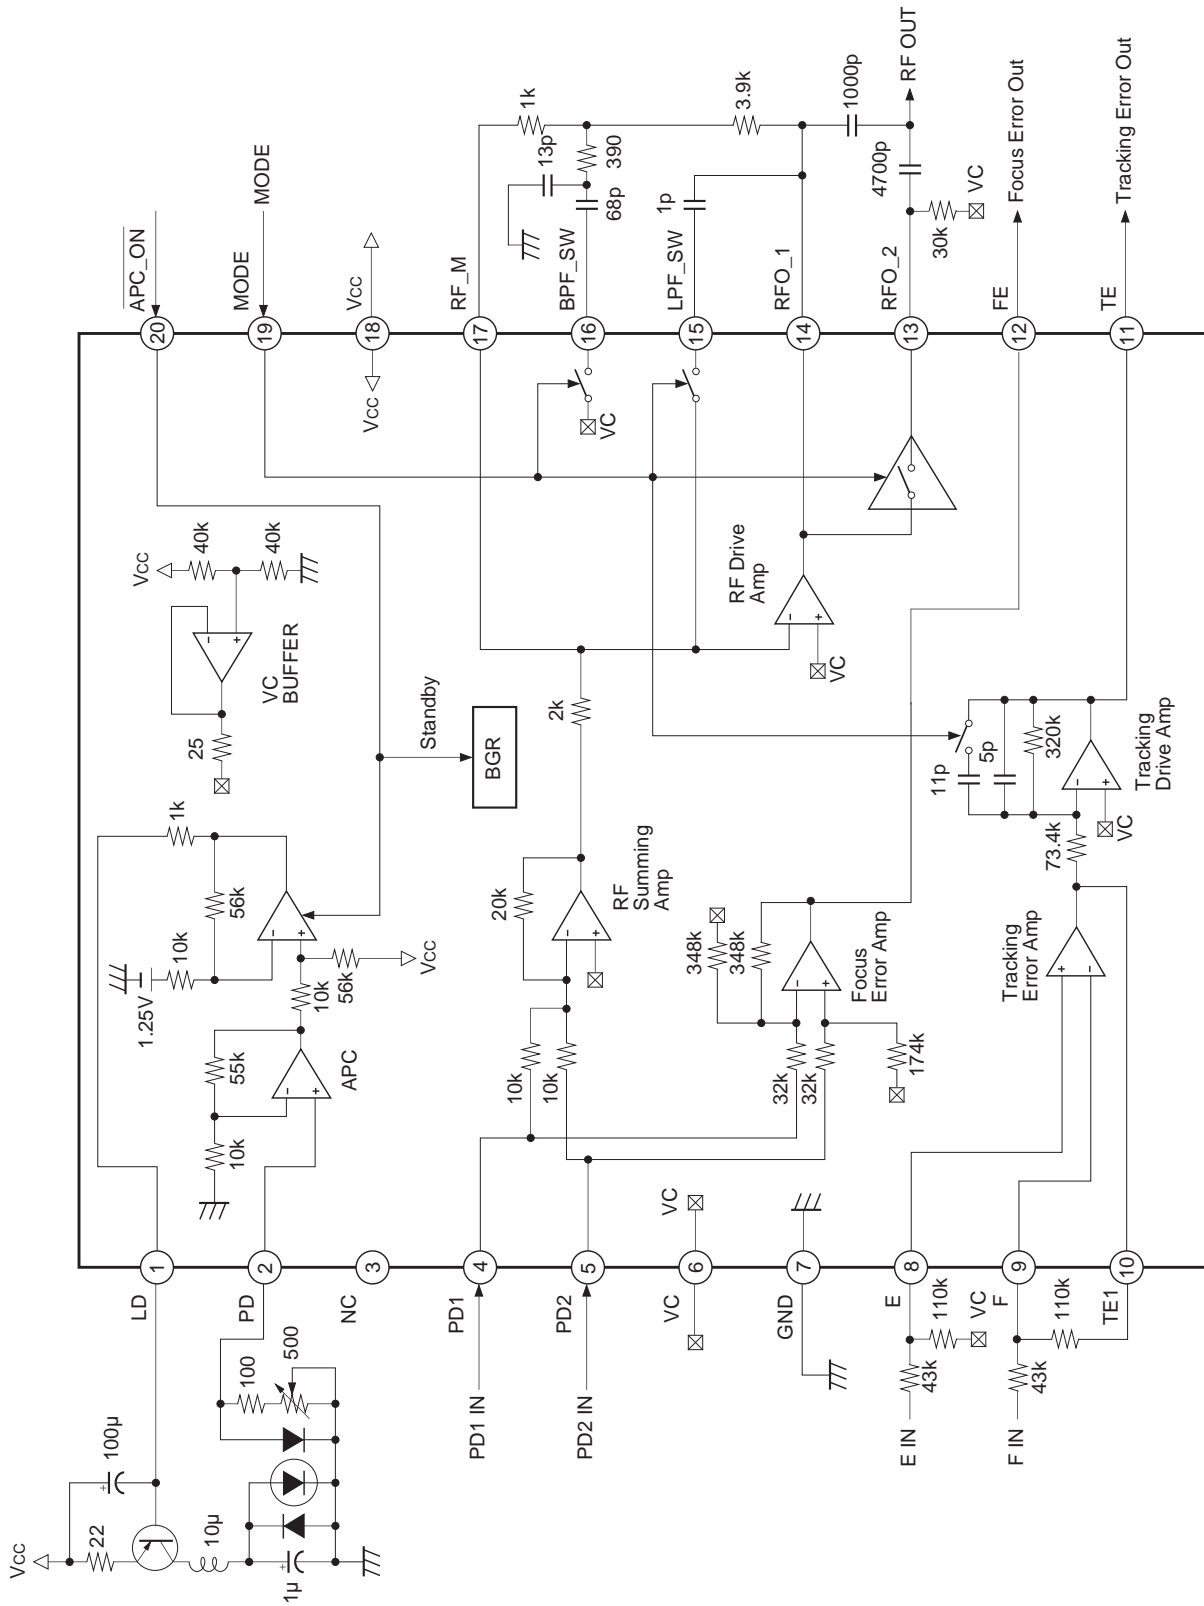 APC_ON
MODE
RF OUT
Focus Error Out
Tracking Error Out
1k
13p
390
68p
3.9k
1p
1000p
4700p
30k
VC
MODE
VCC
RF_M
BPF_SW
LPF_SW
RFO_1
RFO_2
FE
TE
20
19
18
17
16
15
14
13
12
11
VCC
VC
VCC
40k
40k
-
+
VC
BUFFER
25
Standby
BGR
2k
RF Drive
Amp
-
+
VC
11p
5p
320k
-
+
VC
Tracking
Drive Amp
73.4k
1k
56k
10k
1.25V
-
+
56k
VCC
10k
55k
-
+
APC
10k
20k
-
+
RF
Summing
Amp
10k
10k
348k
348k
-
+
Focus
Error Amp
32k
32k
174k
+
-
Tracking
Error Amp
VC
1
2
3
4
5
6
7
8
9
10
LD
PD
NC
PD1
PD2
VC
GND
E
F
TE1
110k
VC
110k
43k
43k
PD1 IN
PD2 IN
E IN
F IN
500
100
100µ
+
VCC
22
10µ
+
1µ